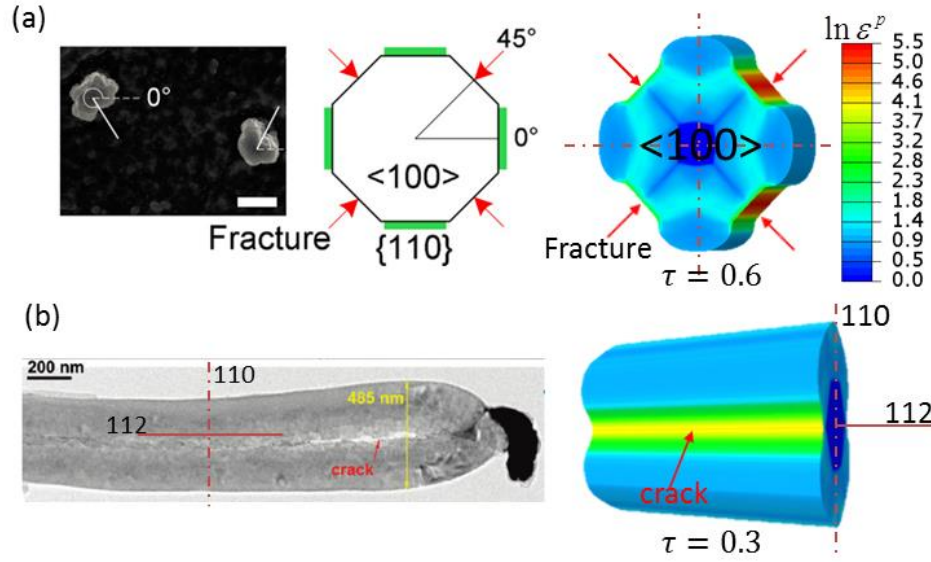 (a)
0°
45°
0°
<100>
Fracture
{110}
<100>
Fracture
τ = 0.6
ln ε^p
5.5
5.1
4.6
4.1
3.7
3.2
2.8
2.3
1.8
1.4
0.9
0.5
0.0
(b)
200 nm
110
112
485 nm
crack
110
112
crack
τ = 0.3